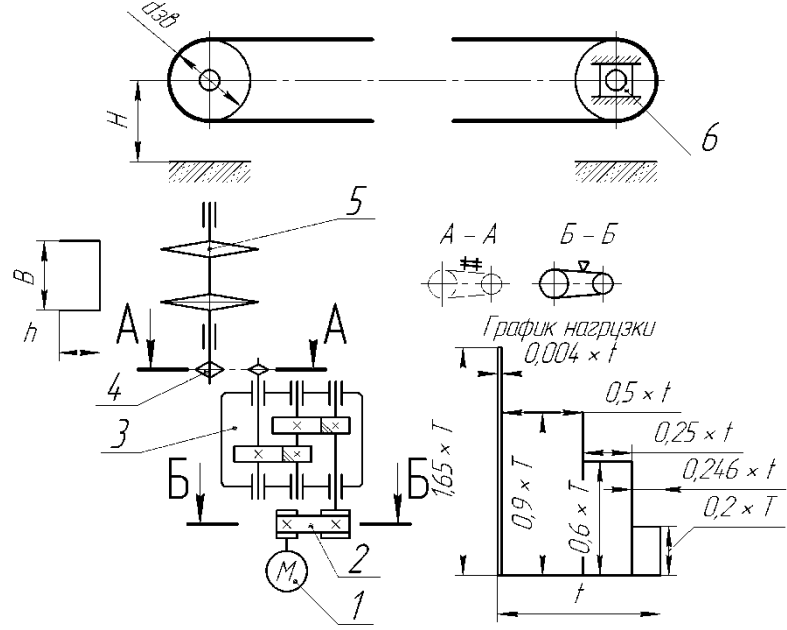 dзв
H
6
5
В
h
А
А
4
3
Б
Б
2
М
1
А – А
Б – Б
График нагрузки
0,004 × t
0,5 × t
0,25 × t
0,246 × t
0,2 × T
1,65 × T
0,9 × T
0,6 × T
t